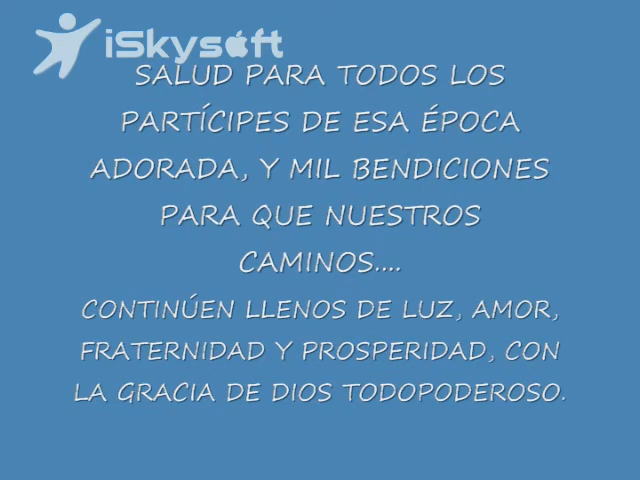 iSkysoft
SALUD PARA TODOS LOS
PARTÍCIPES DE ESA ÉPOCA
ADORADA, Y MIL BENDICIONES
PARA QUE NUESTROS
CAMINOS....
CONTINÚEN LLENOS DE LUZ, AMOR,
FRATERNIDAD Y PROSPERIDAD, CON
LA GRACIA DE DIOS TODOPODEROSO.